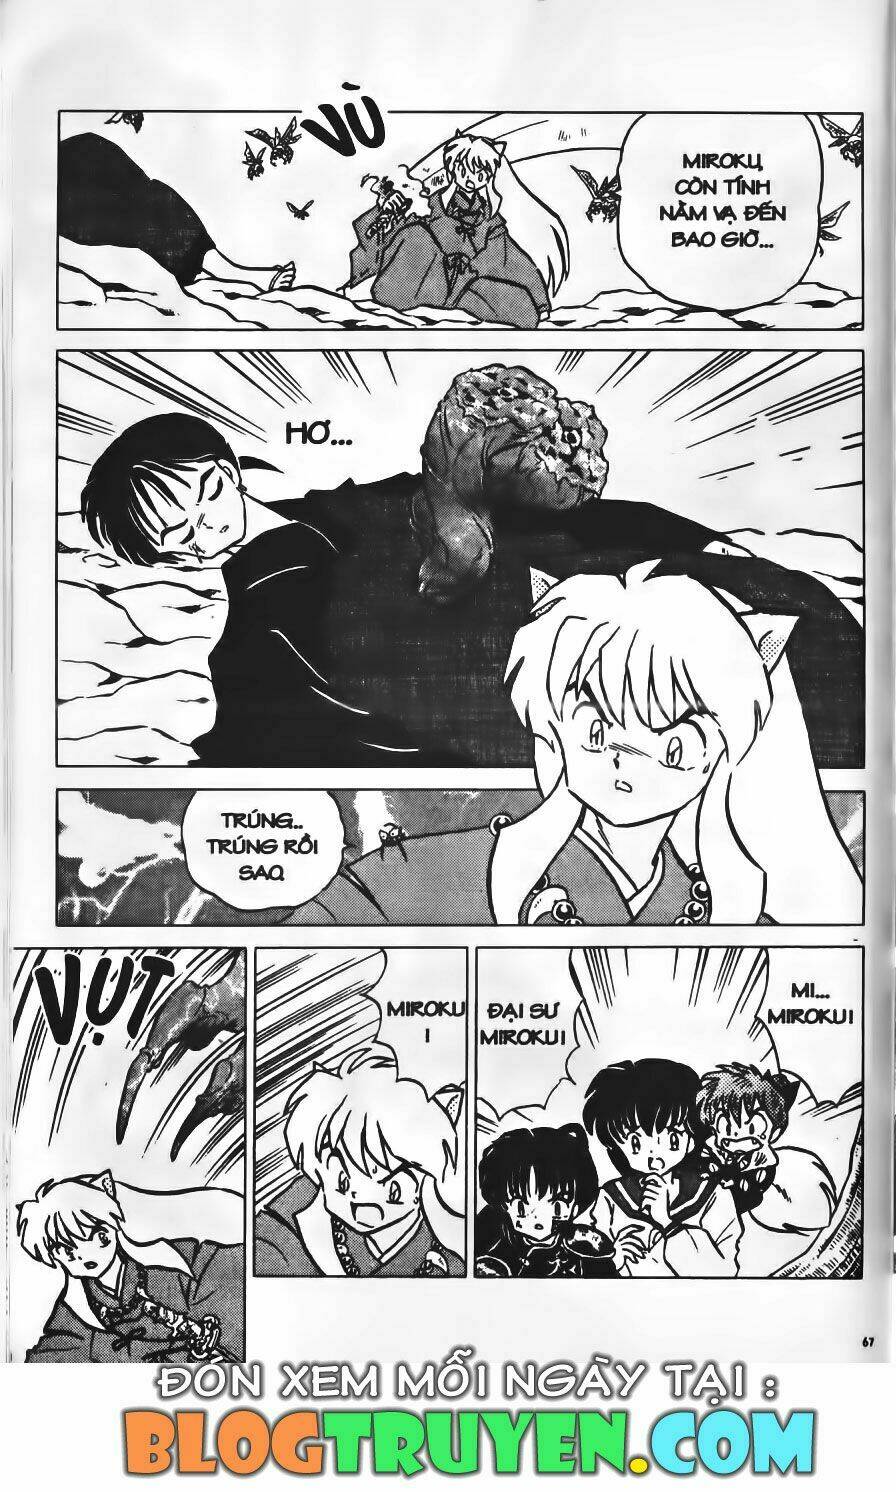 VÙ
MIROKU,
CÒN TÍNH
NẰM VẠ ĐẾN
BAO GIỜ...
HƠ...
TRÚNG..
TRÚNG RỒI
SAO.
MI...
MIROKU!
ĐẠI SƯ
MIROKU!
MIROKU
!
VỤT
67
ĐÓN XEM MỖI NGÀY TẠI :
BLOGTRUYEN.COM